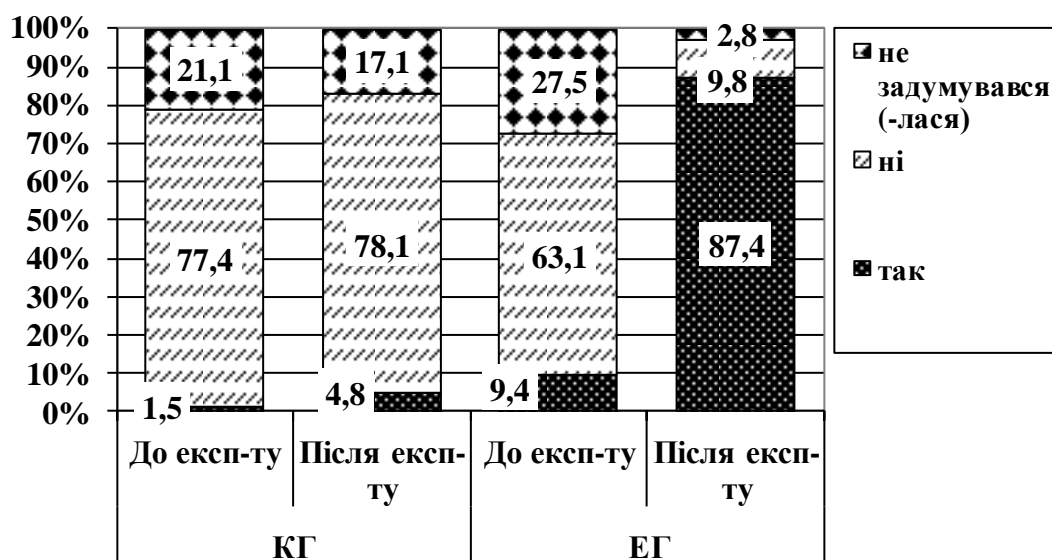 100%
90%
80%
70%
60%
50%
40%
30%
20%
10%
0%
21,1
17,1
27,5
2,8
9,8
77,4
78,1
63,1
87,4
1,5
4,8
9,4
До експ-ту
Після експ-
ту
До експ-ту
Після експ-
ту
КГ
ЕГ
не
задумувався
(-лася)
ні
так